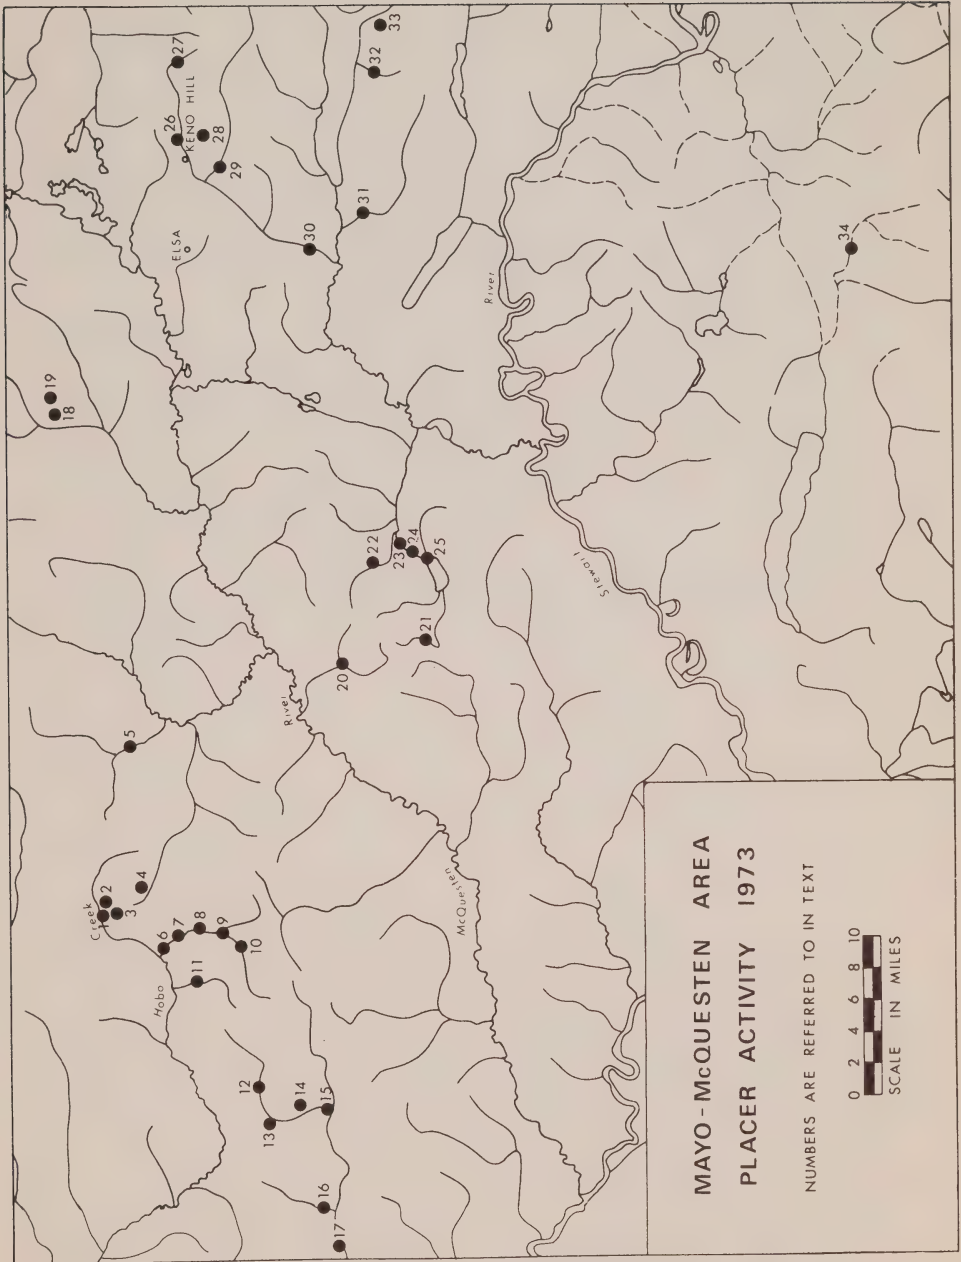 18
19
27
26
KENO HILL
28
29
ELSA
33
32
31
30
5
1
2
3
4
Creek
6
7
8
9
10
11
Hobo
12
13
14
15
16
17
20
21
22
23
24
25
River
McQuesten
River
Stewart
34
MAYO - McQUESTEN AREA
PLACER ACTIVITY 1973
NUMBERS ARE REFERRED TO IN TEXT
0 2 4 6 8 10
SCALE IN MILES